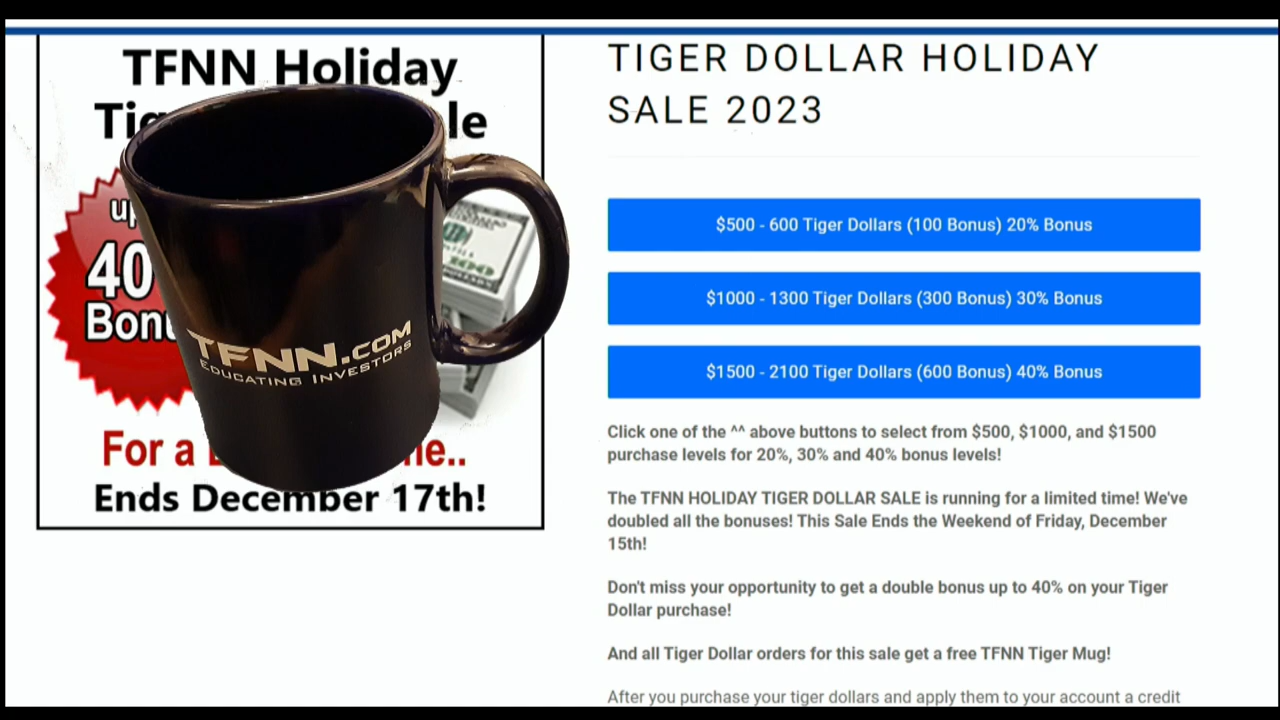 TFNN Holiday
le
up
40
For a
me..
Ends December 17th!
TFNN.COM
EDUCATING INVESTORS
100
TIGER DOLLAR HOLIDAY
SALE 2023
$500 - 600 Tiger Dollars (100 Bonus) 20% Bonus
$1000 - 1300 Tiger Dollars (300 Bonus) 30% Bonus
$1500 - 2100 Tiger Dollars (600 Bonus) 40% Bonus
Click one of the ^^ above buttons to select from $500, $1000, and $1500
purchase levels for 20%, 30% and 40% bonus levels!
The TFNN HOLIDAY TIGER DOLLAR SALE is running for a limited time! We've
doubled all the bonuses! This Sale Ends the Weekend of Friday, December
15th!
Don't miss your opportunity to get a double bonus up to 40% on your Tiger
Dollar purchase!
And all Tiger Dollar orders for this sale get a free TFNN Tiger Mug!
After you purchase your tiger dollars and apply them to your account a credit